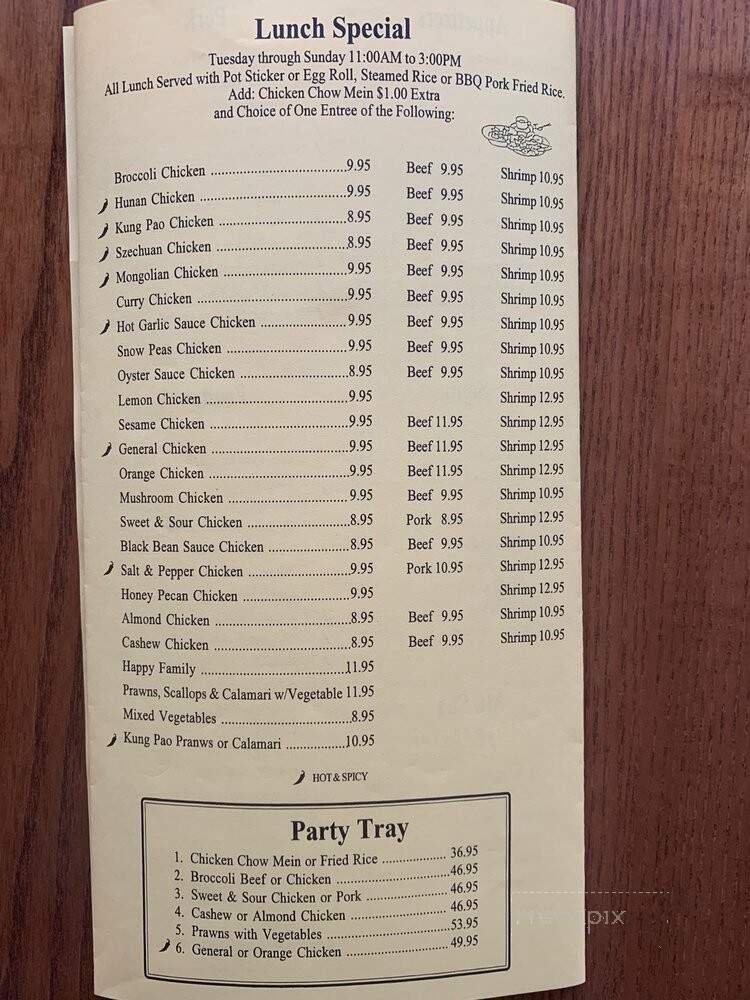 Lunch Special
Tuesday through Sunday 11:00AM to 3:00PM
All Lunch Served with Pot Sticker or Egg Roll, Steamed Rice or BBQ Pork Fried Rice.
Add: Chicken Chow Mein $1.00 Extra
and Choice of One Entree of the Following:
Broccoli Chicken ....................................9.95 Beef 9.95 Shrimp 10.95
Hunan Chicken .......................................9.95 Beef 9.95 Shrimp 10.95
Kung Pao Chicken ..................................8.95 Beef 9.95 Shrimp 10.95
Szechuan Chicken ..................................8.95 Beef 9.95 Shrimp 10.95
Mongolian Chicken ................................9.95 Beef 9.95 Shrimp 10.95
Curry Chicken .......................................9.95 Beef 9.95 Shrimp 10.95
Hot Garlic Sauce Chicken .......................9.95 Beef 9.95 Shrimp 10.95
Snow Peas Chicken ................................9.95 Beef 9.95 Shrimp 10.95
Oyster Sauce Chicken .............................8.95 Beef 9.95 Shrimp 10.95
Lemon Chicken ......................................9.95 Shrimp 12.95
Sesame Chicken .....................................9.95 Beef 11.95 Shrimp 12.95
General Chicken .....................................9.95 Beef 11.95 Shrimp 12.95
Orange Chicken .....................................9.95 Beef 11.95 Shrimp 12.95
Mushroom Chicken ................................9.95 Beef 9.95 Shrimp 10.95
Sweet & Sour Chicken ...........................8.95 Pork 8.95 Shrimp 12.95
Black Bean Sauce Chicken .....................8.95 Beef 9.95 Shrimp 10.95
Salt & Pepper Chicken ...........................9.95 Pork 10.95 Shrimp 12.95
Honey Pecan Chicken .............................9.95 Shrimp 12.95
Almond Chicken .....................................8.95 Beef 9.95 Shrimp 10.95
Cashew Chicken .....................................8.95 Beef 9.95 Shrimp 10.95
Happy Family .......................................11.95
Prawns, Scallops & Calamari w/Vegetable 11.95
Mixed Vegetables ...................................8.95
Kung Pao Pranws or Calamari ................10.95
HOT & SPICY
Party Tray
1. Chicken Chow Mein or Fried Rice ................. 36.95
2. Broccoli Beef or Chicken ..............................46.95
3. Sweet & Sour Chicken or Pork ...................... 46.95
4. Cashew or Almond Chicken ......................... 46.95
5. Prawns with Vegetables ................................53.95
6. General or Orange Chicken ........................... 49.95